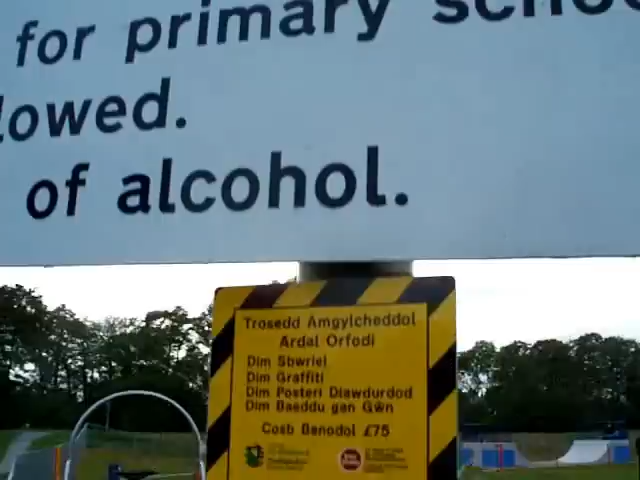 for primary
lowed.
of alcohol.
Trosedd Amgylcheddol
Ardal Orfodi
Dim Sbwriel
Dim Graffiti
Dim Posteri Diawdurdod
Dim Baeddu gan Gŵn
Cosb Benodol £75